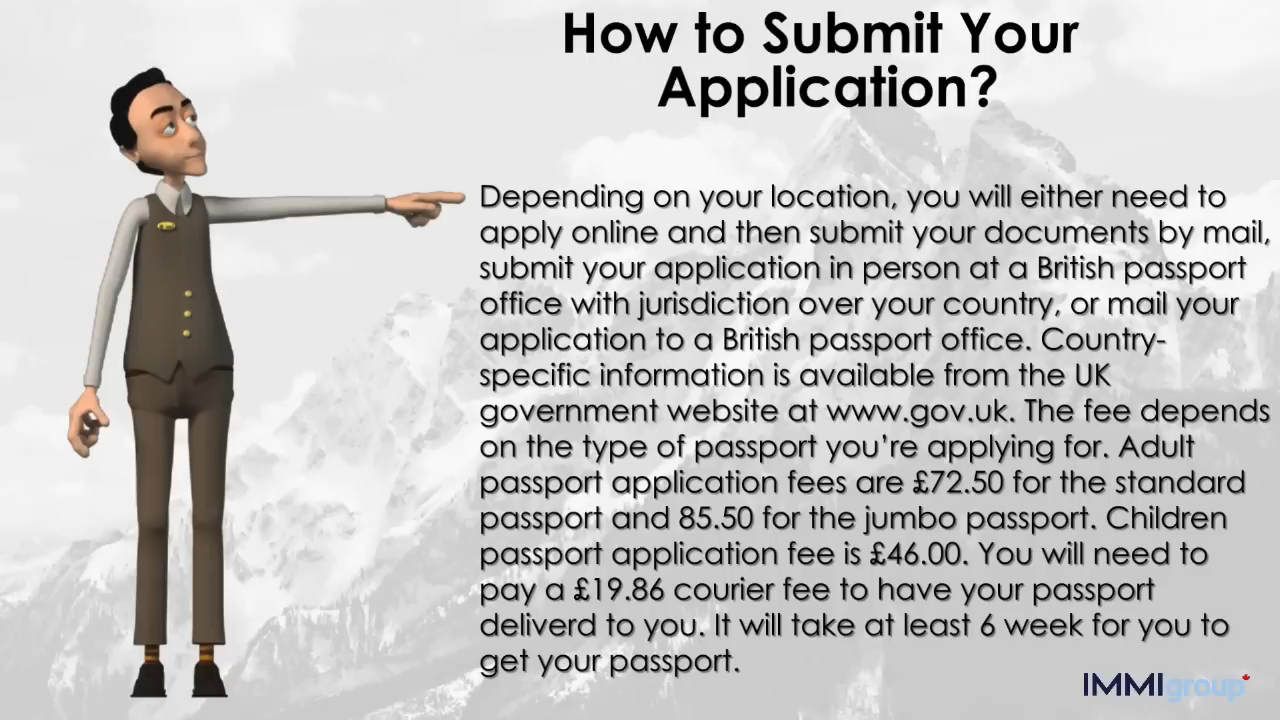 How to Submit Your
Application?
Depending on your location, you will either need to
apply online and then submit your documents by mail,
submit your application in person at a British passport
office with jurisdiction over your country, or mail your
application to a British passport office. Country-
specific information is available from the UK
government website at www.gov.uk. The fee depends
on the type of passport you’re applying for. Adult
passport application fees are £72.50 for the standard
passport and 85.50 for the jumbo passport. Children
passport application fee is £46.00. You will need to
pay a £19.86 courier fee to have your passport
deliverd to you. It will take at least 6 week for you to
get your passport.
IMMIgroup